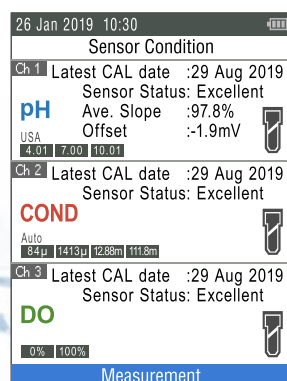 26 Jan 2019 10:30
Sensor Condition
Ch 1 Latest CAL date :29 Aug 2019
Sensor Status: Excellent
pH Ave. Slope :97.8%
Offset :-1.9mV
USA
4.01 7.00 10.01
Ch 2 Latest CAL date :29 Aug 2019
Sensor Status: Excellent
COND
Auto
84µ 1413µ 12.88m 111.8m
Ch 3 Latest CAL date :29 Aug 2019
Sensor Status: Excellent
DO
0% 100%
Measurement